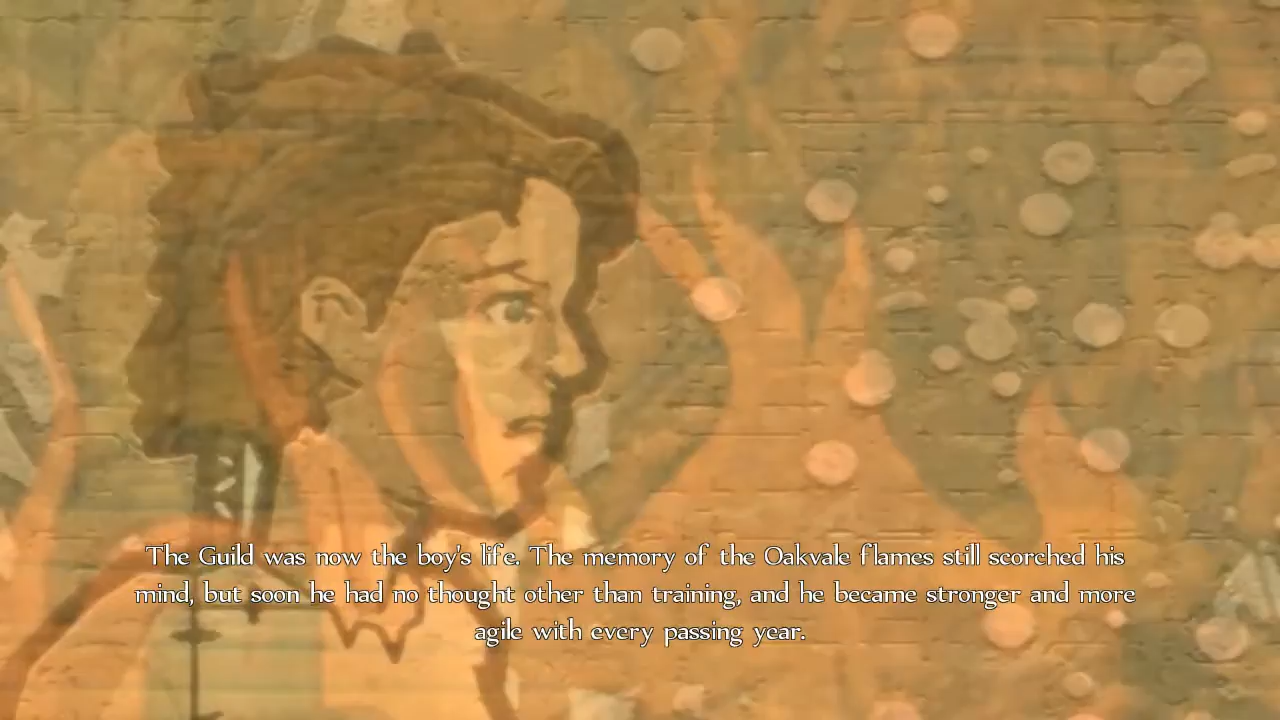 The Guild was now the boy's life. The memory of the Oakvale flames still scorched his
mind, but soon he had no thought other than training, and he became stronger and more
agile with every passing year.